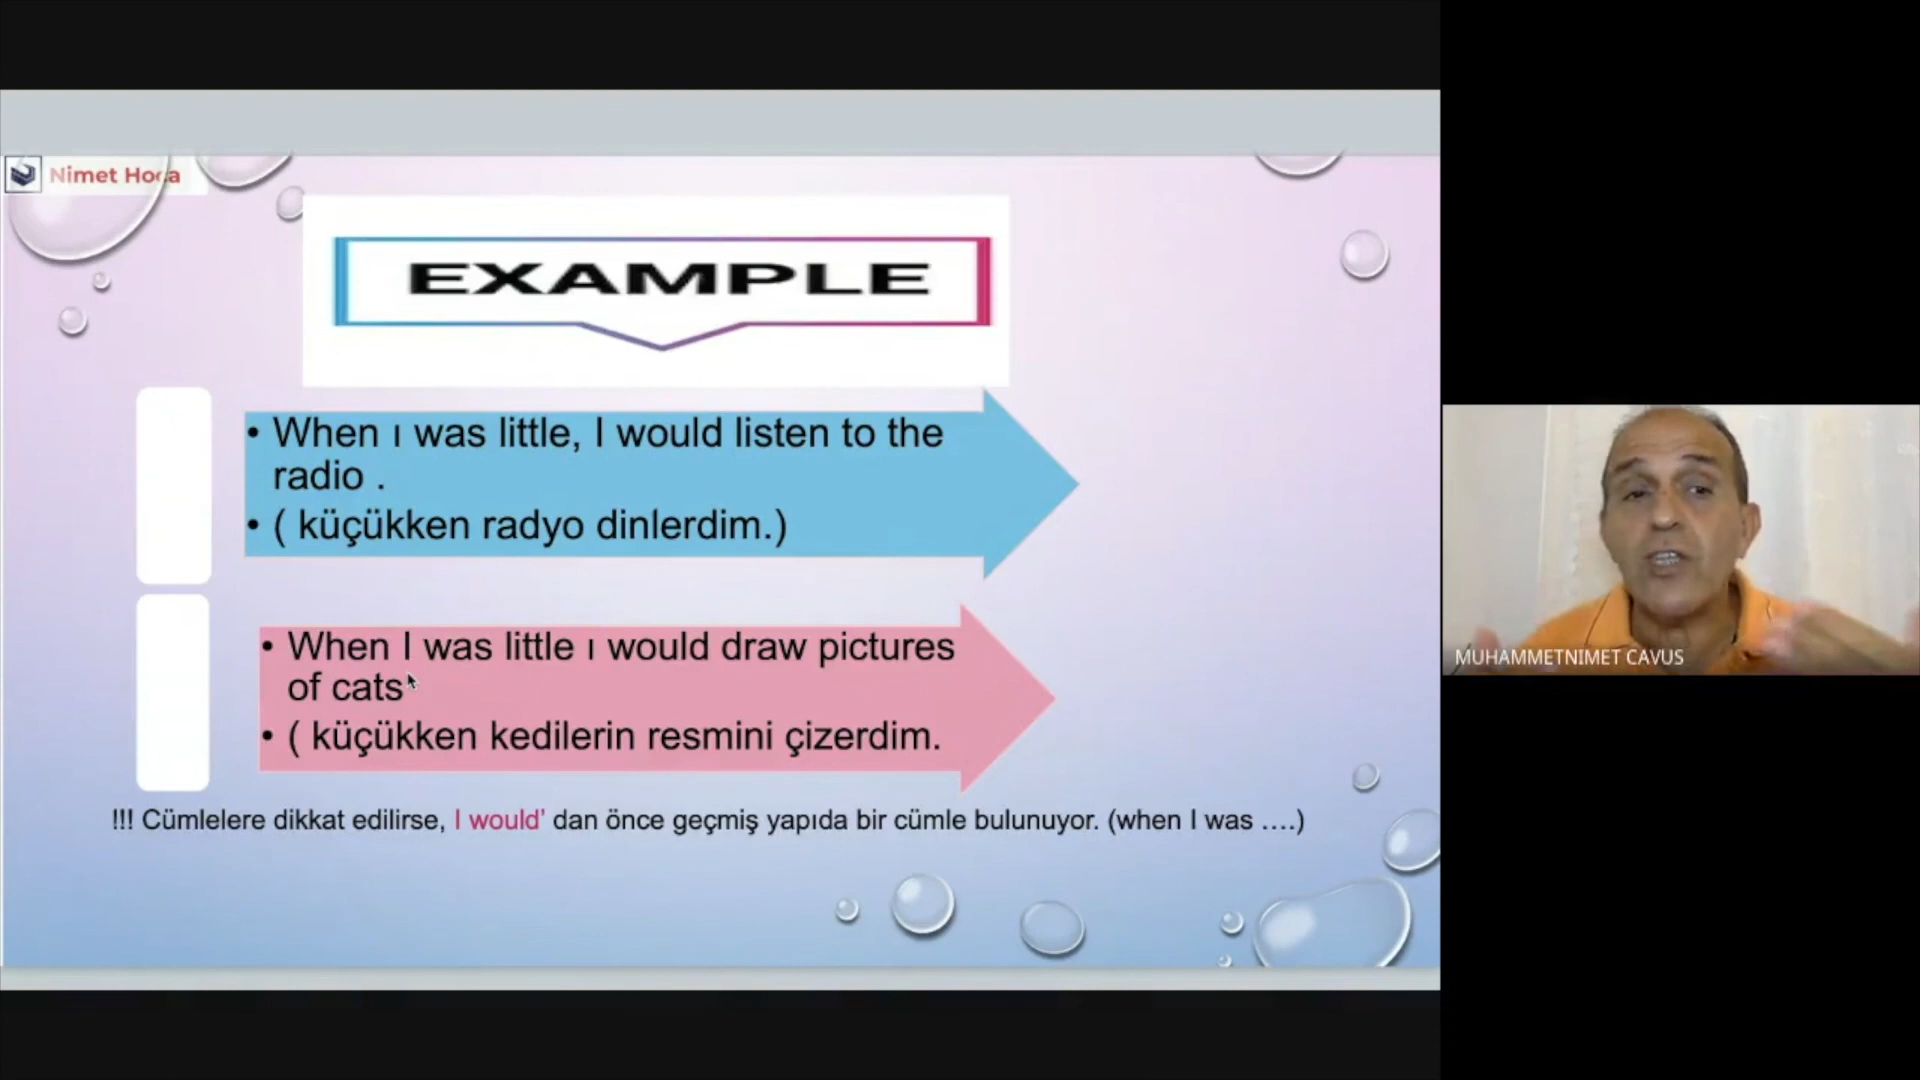 Nimet Hoca
EXAMPLE
• When ı was little, I would listen to the
radio .
• ( küçükken radyo dinlerdim.)
• When I was little ı would draw pictures
of cats
• ( küçükken kedilerin resmini çizerdim.
!!! Cümlelere dikkat edilirse, I would’ dan önce geçmiş yapıda bir cümle bulunuyor. (when I was ….)
MUHAMMETNIMET CAVUS